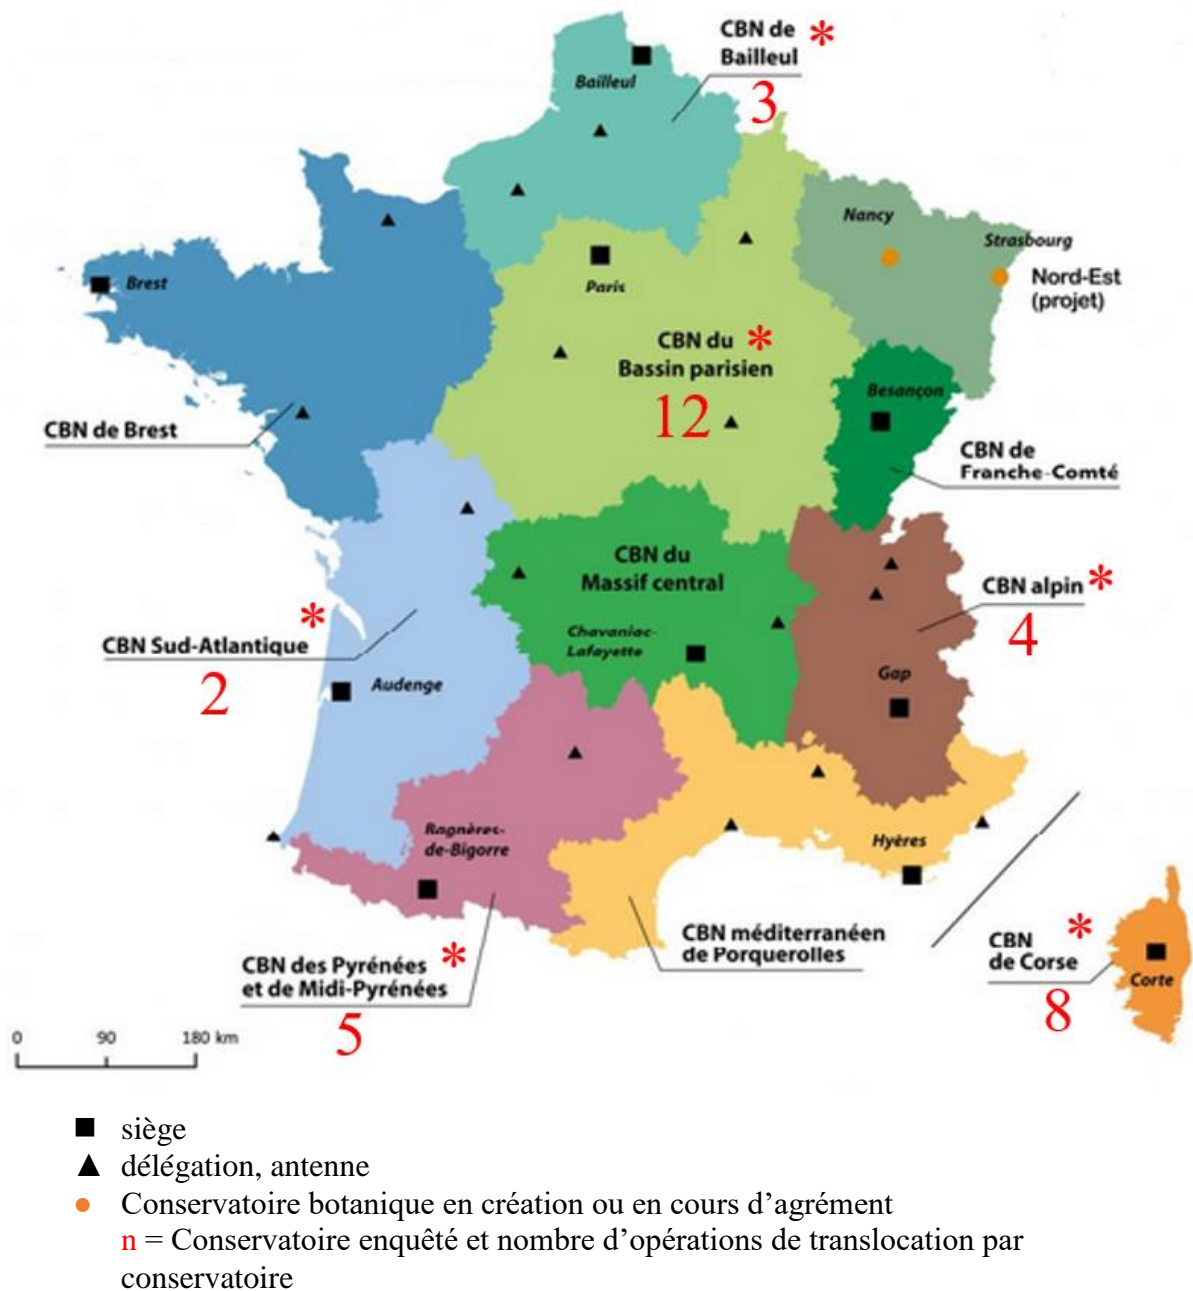 CBN de *
Bailleul
3
Bailleul
Nancy
Strasbourg
Nord-Est
(projet)
Brest
Paris
CBN du *
Bassin parisien
12
Besançon
CBN de Brest
CBN de
Franche-Comté
CBN du
Massif central
CBN alpin *
4
*
CBN Sud-Atlantique
2
Chavaniac-
Lafayette
Gap
Audenge
Ragnères-
de-Bigorre
Hyères
CBN méditerranéen
de Porquerolles
CBN *
de Corse
8
Corte
CBN des Pyrénées *
et de Midi-Pyrénées
5
0 90 180 km
siège
délégation, antenne
Conservatoire botanique en création ou en cours d’agrément
n = Conservatoire enquêté et nombre d’opérations de translocation par
conservatoire